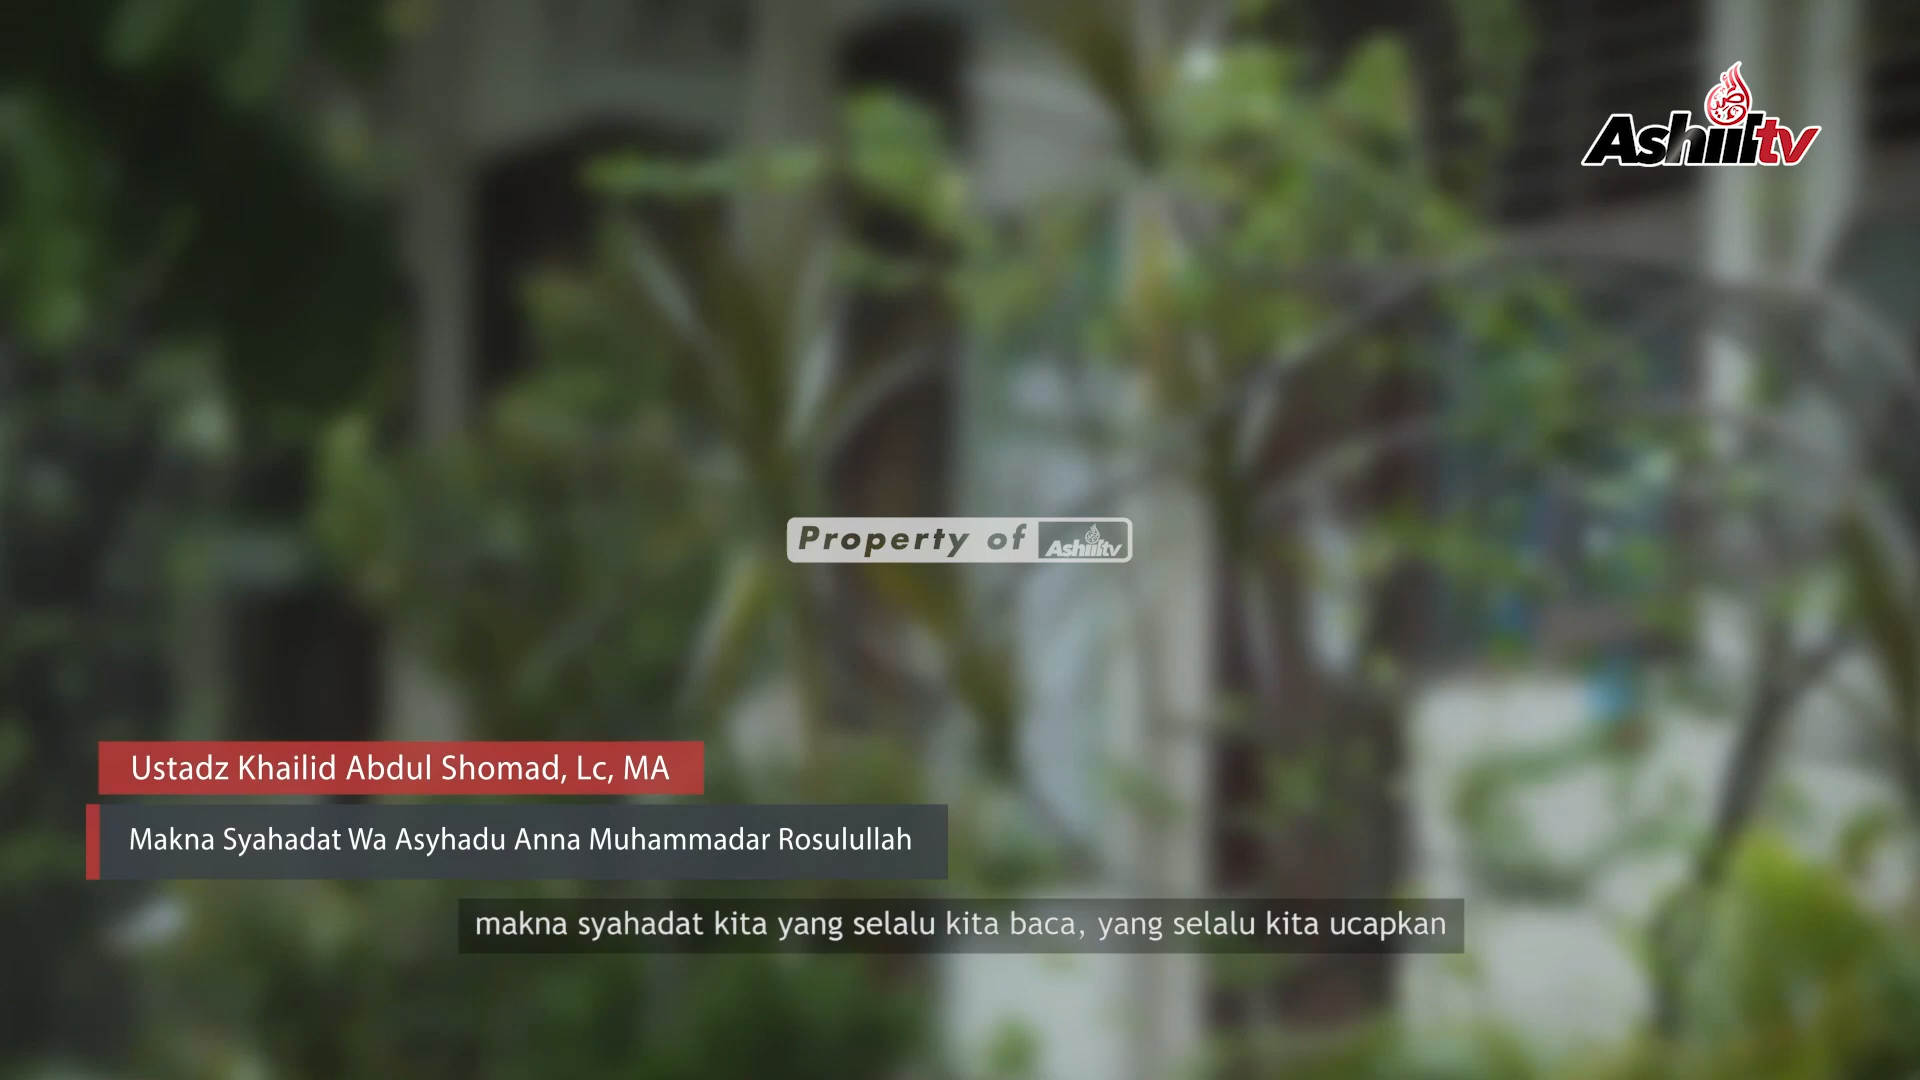 Ashiiltv
Property of Ashiiltv
Ustadz Khailid Abdul Shomad, Lc, MA
Makna Syahadat Wa Asyhadu Anna Muhammadar Rosulullah
makna syahadat kita yang selalu kita baca, yang selalu kita ucapkan